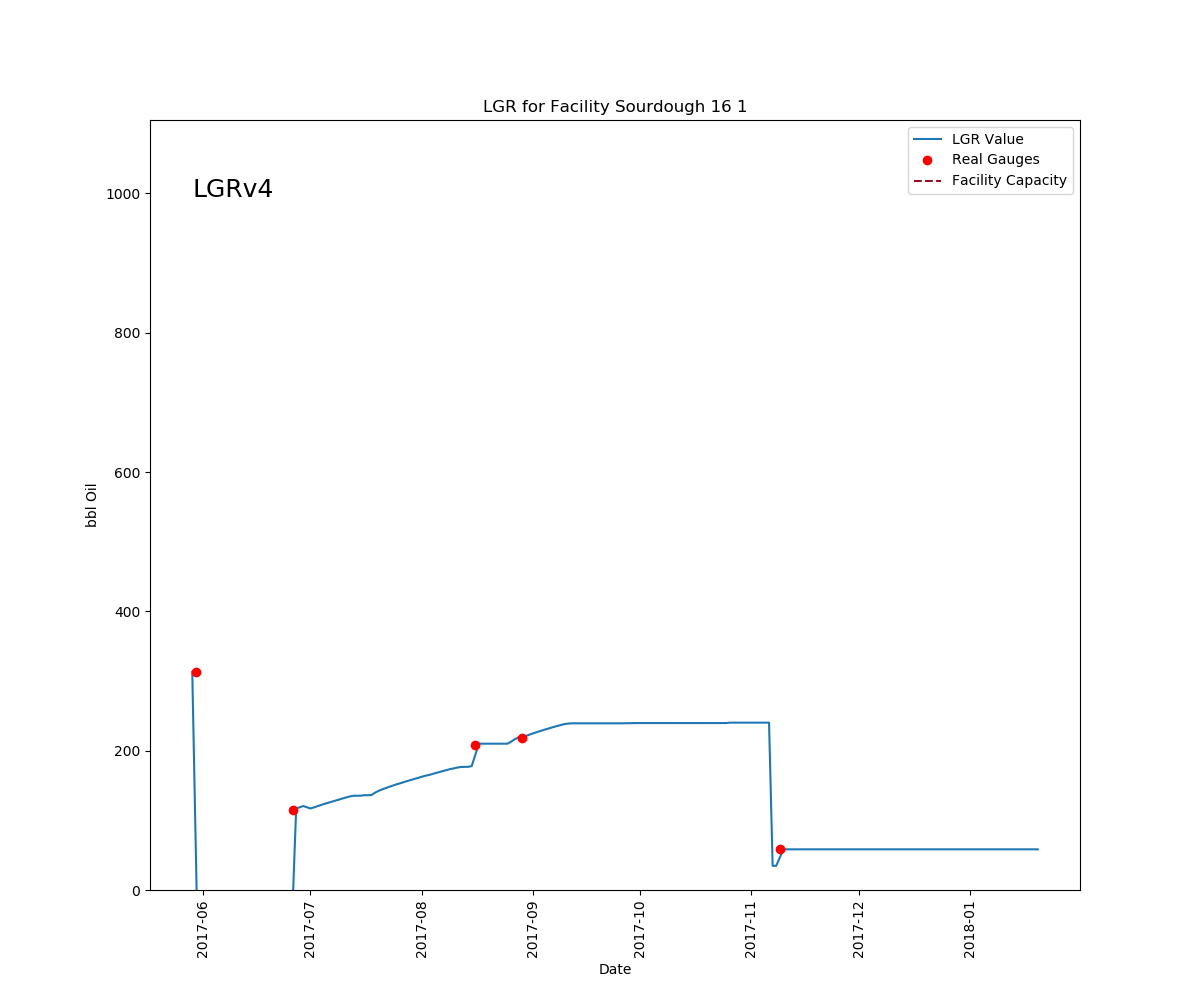 LGR for Facility Sourdough 16 1
LGR Value
Real Gauges
Facility Capacity
LGRv4
1000
800
600
400
200
0
bbl Oil
2017-06
2017-07
2017-08
2017-09
2017-10
2017-11
2017-12
2018-01
Date